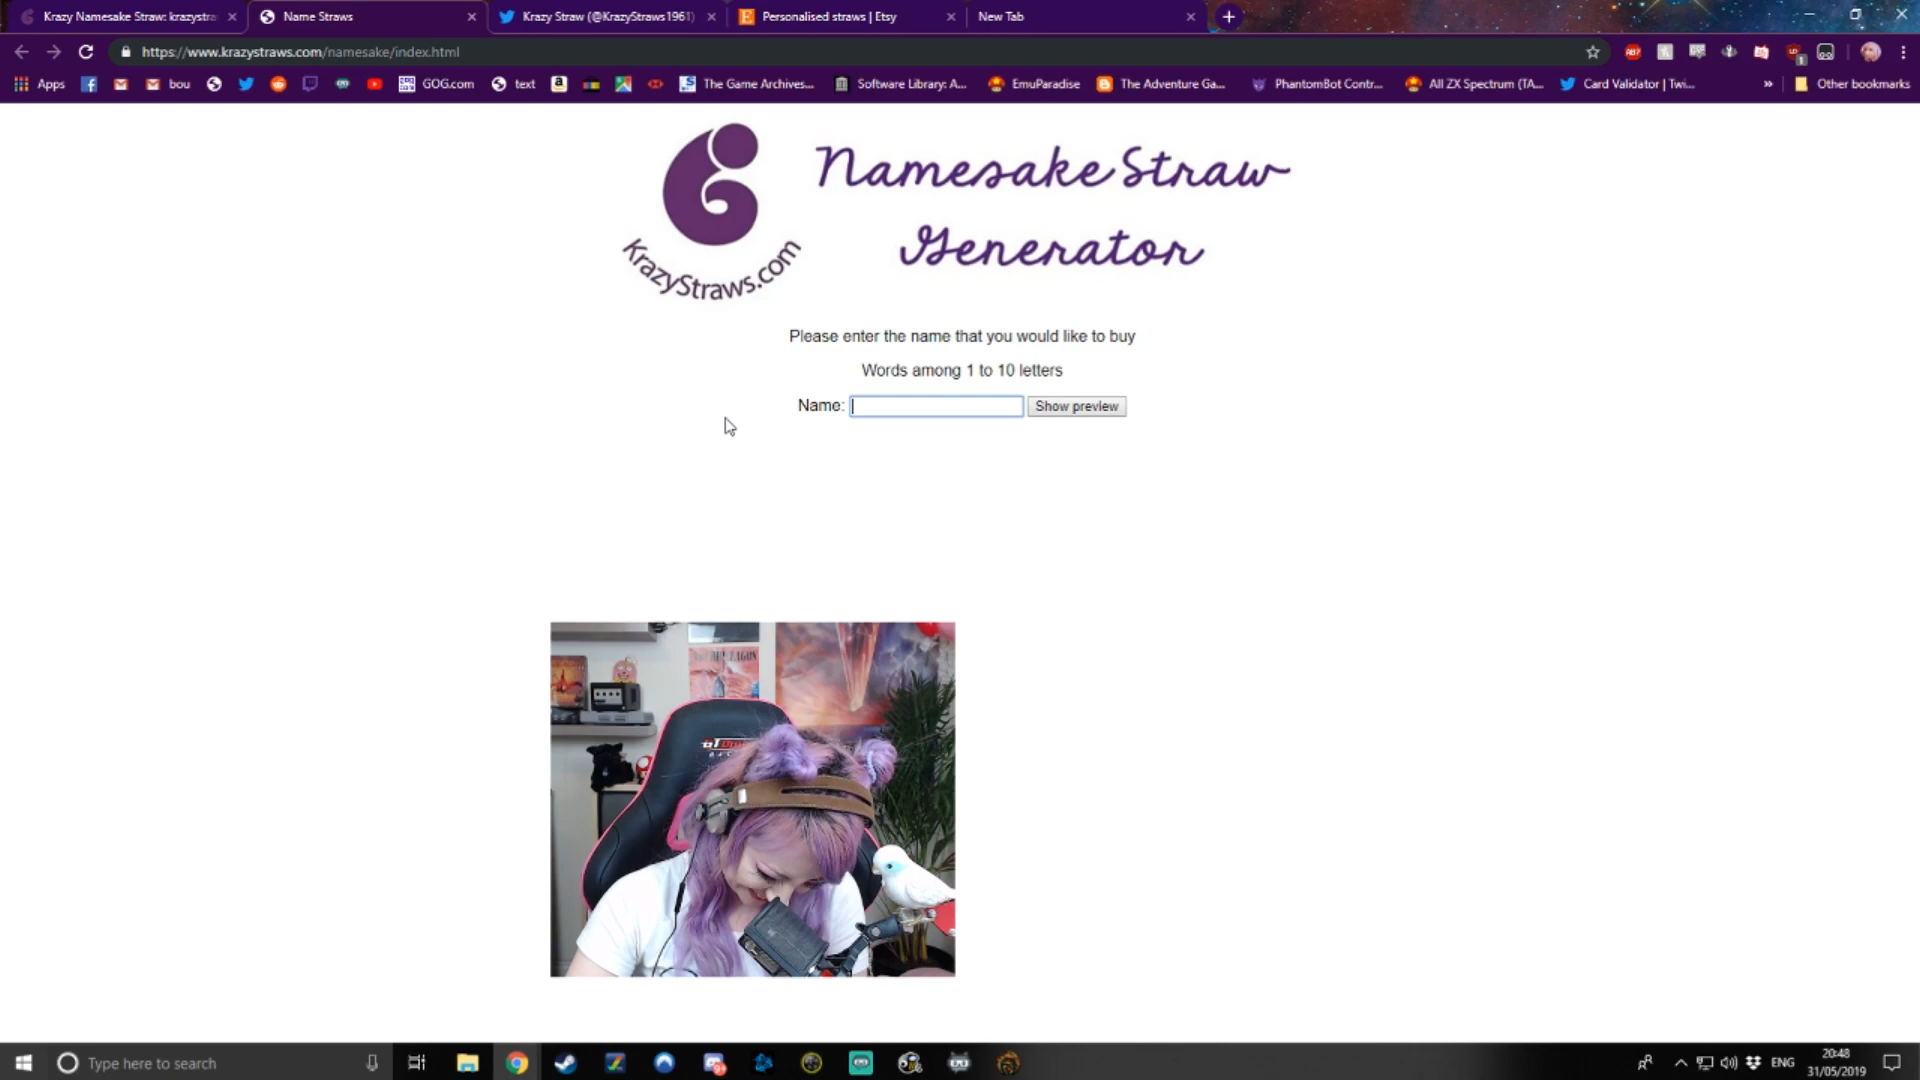 Krazy Namesake Straw: krazystra
Name Straws
Krazy Straw (@KrazyStraws1961)
Personalised straws | Etsy
New Tab
https://www.krazystraws.com/namesake/index.html
Apps
bou
GOG.com
text
The Game Archives...
Software Library: A...
EmuParadise
The Adventure Ga...
PhantomBot Contr...
All ZX Spectrum (TA...
Card Validator | Twi...
»
Other bookmarks
KrazyStraws.com
Namesake Straw
Generator
Please enter the name that you would like to buy
Words among 1 to 10 letters
Name:
Show preview
Type here to search
ENG
20:48
31/05/2019